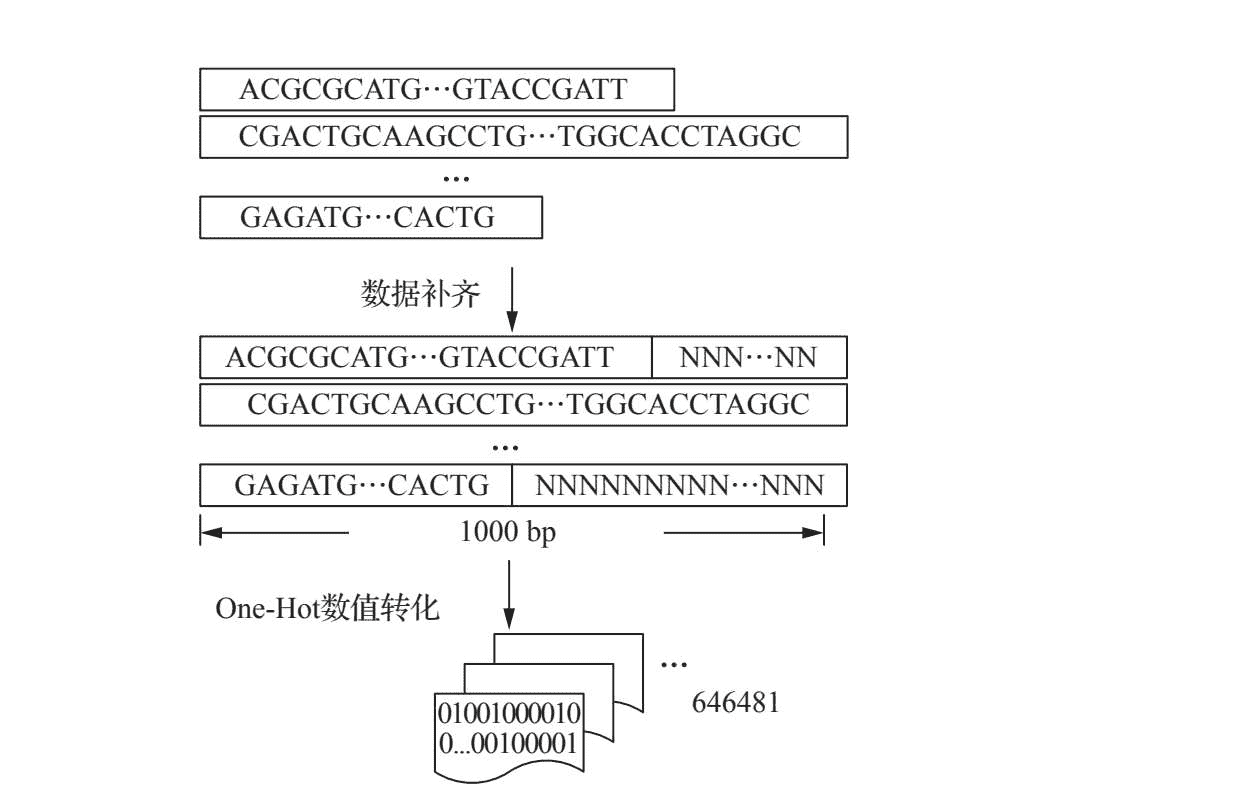 ACGCGCATG···GTACCGATT
CGACTGCAAGCCTG···TGGCACCTAGGC
...
GAGATG···CACTG
数据补齐
ACGCGCATG···GTACCGATT NNN···NN
CGACTGCAAGCCTG···TGGCACCTAGGC
...
GAGATG···CACTG NNNNNNNNN···NNN
1000 bp
One-Hot数值转化
...
646481
01001000010
0...00100001